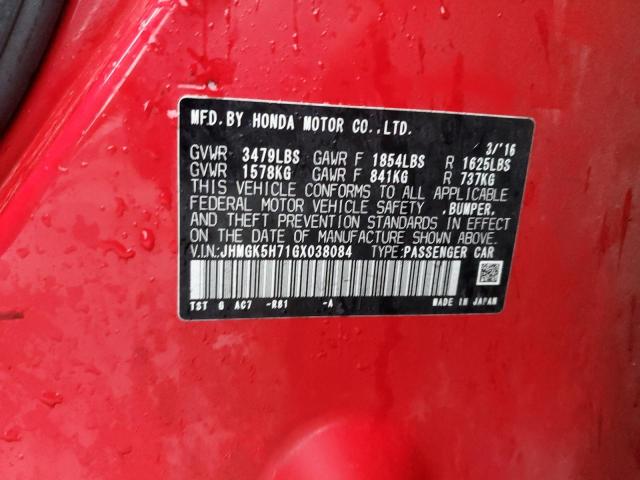 MFD. BY HONDA MOTOR CO., LTD. 3/'16
GVWR 3479LBS GAWR F 1854LBS R 1625LBS
GVWR 1578KG GAWR F 841KG R 737KG
THIS VEHICLE CONFORMS TO ALL APPLICABLE
FEDERAL MOTOR VEHICLE SAFETY ,BUMPER,
AND THEFT PREVENTION STANDARDS IN EFFECT
ON THE DATE OF MANUFACTURE SHOWN ABOVE.
V.I.N:JHMGK5H71GX038084 TYPE:PASSENGER CAR
TST G AC7 -R81 -A MADE IN JAPAN